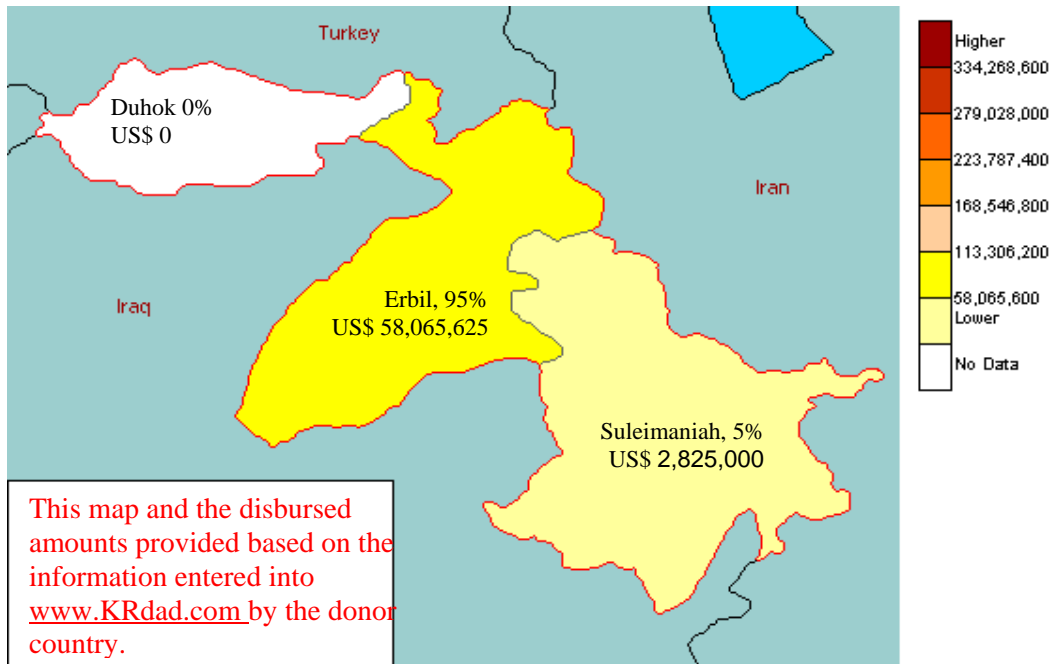 Turkey
Duhok 0%
US$ 0
Iran
Iraq
Erbil, 95%
US$ 58,065,625
Suleimaniah, 5%
US$ 2,825,000
This map and the disbursed
amounts provided based on the
information entered into
www.KRdad.com by the donor
country.
Higher
334,268,600
279,028,000
223,787,400
168,546,800
113,306,200
58,065,600
Lower
No Data